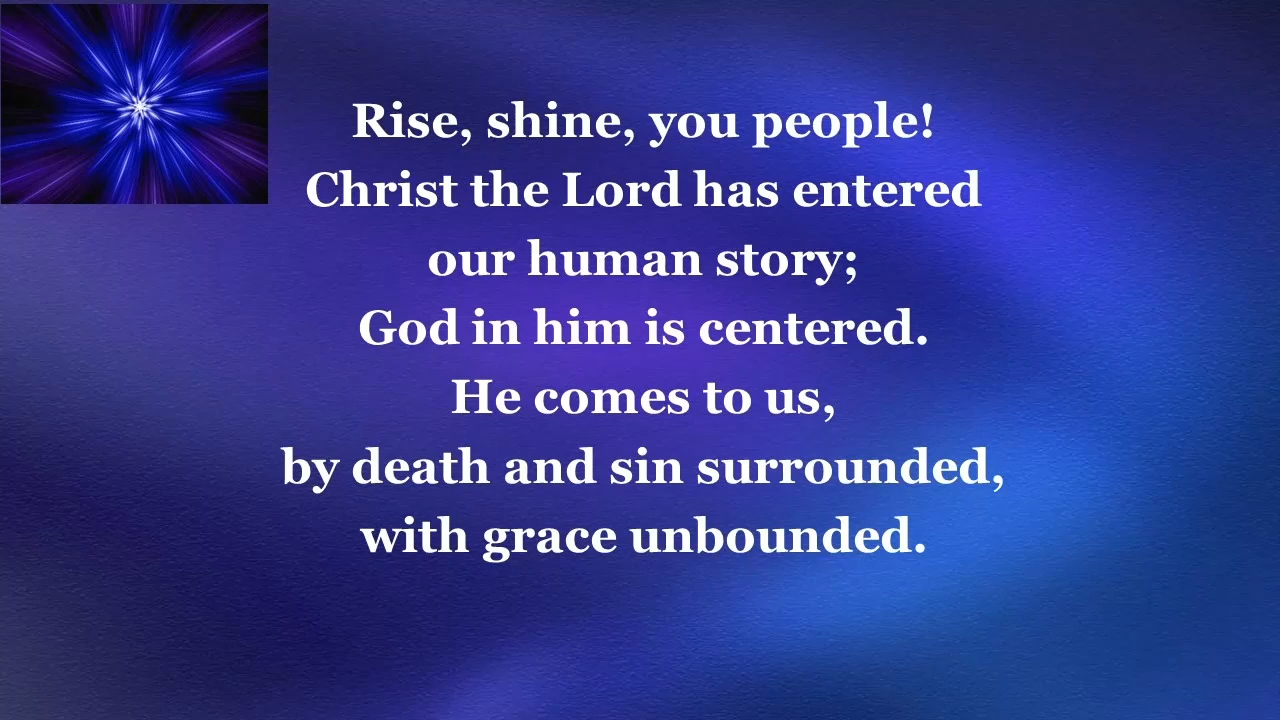 Rise, shine, you people!
Christ the Lord has entered
our human story;
God in him is centered.
He comes to us,
by death and sin surrounded,
with grace unbounded.